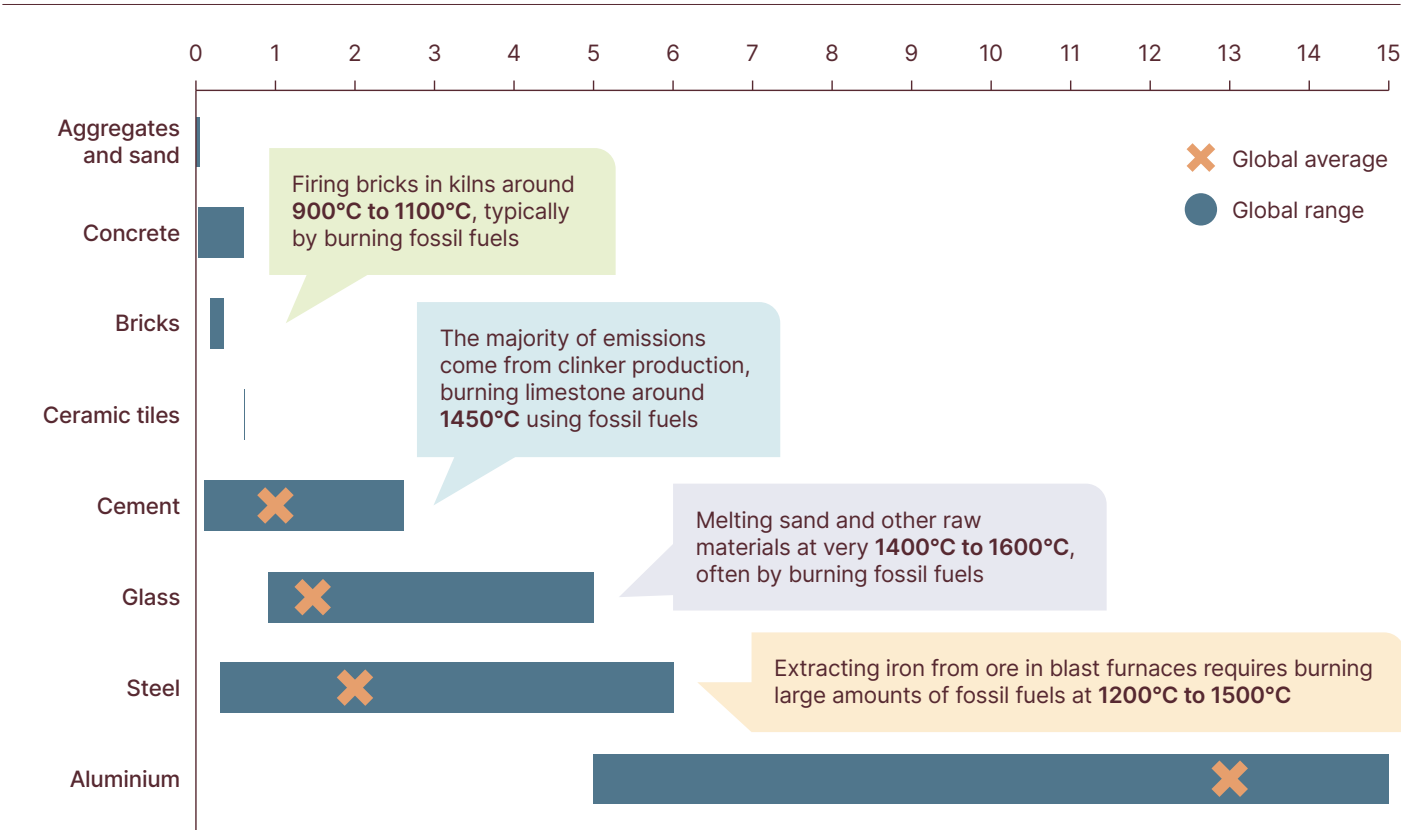 0 1 2 3 4 5 6 7 8 9 10 11 12 13 14 15
Aggregates
and sand
Global average
Global range
Firing bricks in kilns around
900°C to 1100°C, typically
by burning fossil fuels
Concrete
Bricks
The majority of emissions
come from clinker production,
burning limestone around
1450°C using fossil fuels
Ceramic tiles
Cement
Melting sand and other raw
materials at very 1400°C to 1600°C,
often by burning fossil fuels
Glass
Extracting iron from ore in blast furnaces requires burning
large amounts of fossil fuels at 1200°C to 1500°C
Steel
Aluminium